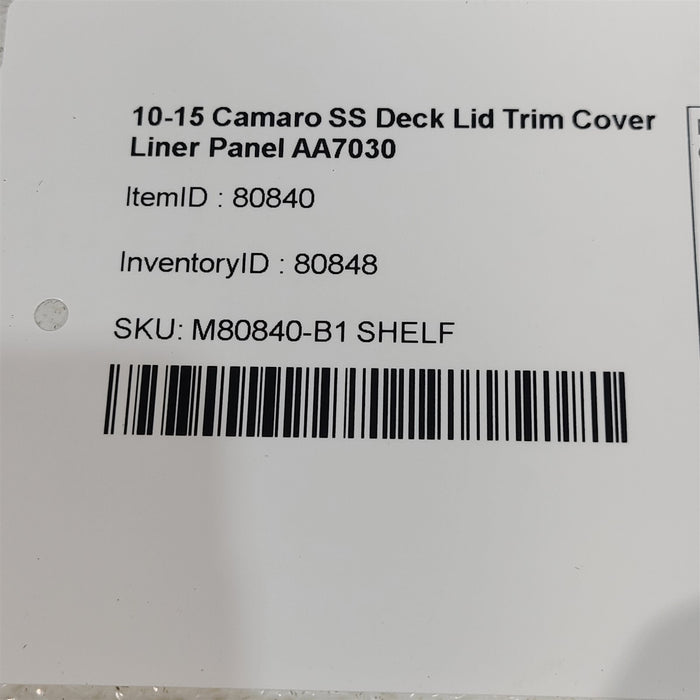 10-15 Camaro SS Deck Lid Trim Cover
Liner Panel AA7030
ItemID : 80840
InventoryID : 80848
SKU: M80840-B1 SHELF